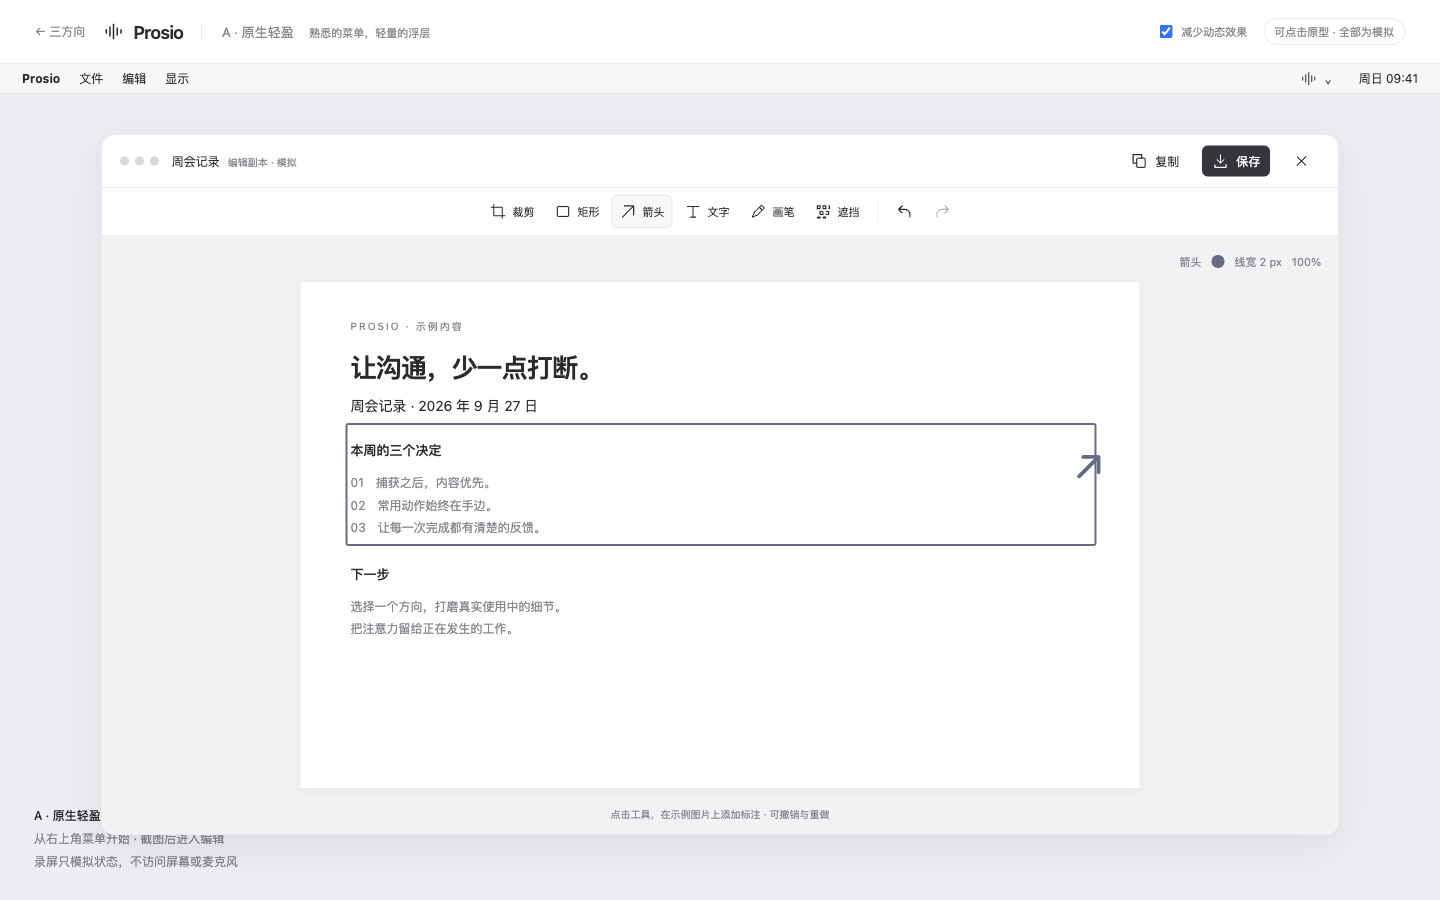 ← 三方向 Prosio A · 原生轻盈 熟悉的菜单，轻量的浮层 减少动态效果 可点击原型 · 全部为模拟
Prosio 文件 编辑 显示 周日 09:41
周会记录 编辑副本 · 模拟 复制 保存
裁剪 矩形 箭头 文字 画笔 遮挡
箭头 线宽 2 px 100%
PROSIO · 示例内容
让沟通，少一点打断。
周会记录 · 2026 年 9 月 27 日
本周的三个决定
01 捕获之后，内容优先。
02 常用动作始终在手边。
03 让每一次完成都有清楚的反馈。
下一步
选择一个方向，打磨真实使用中的细节。
把注意力留给正在发生的工作。
点击工具，在示例图片上添加标注 · 可撤销与重做
A · 原生轻盈
从右上角菜单开始 · 截图后进入编辑
录屏只模拟状态，不访问屏幕或麦克风